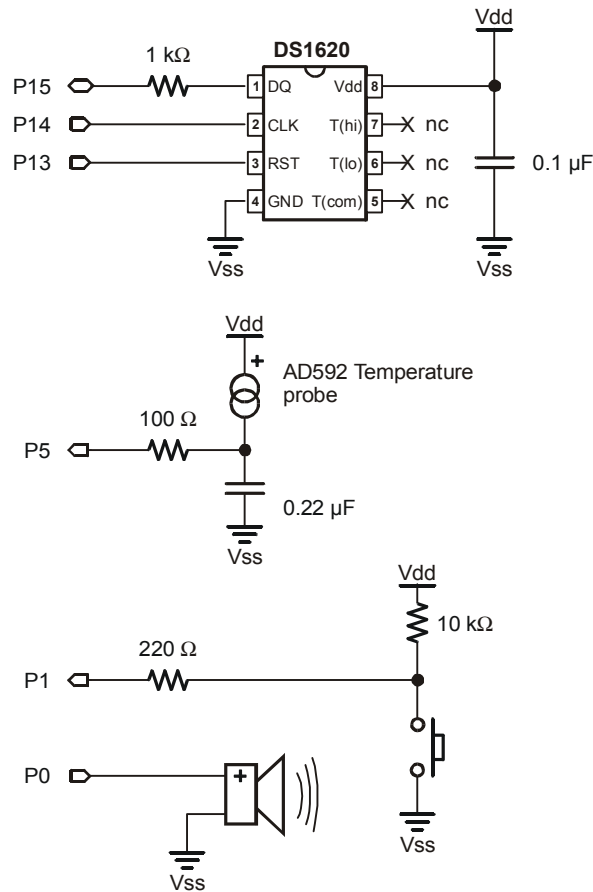 Vdd
DS1620
1 kΩ
P15 1 DQ Vdd 8
P14 2 CLK T(hi) 7 X nc
P13 3 RST T(lo) 6 X nc 0.1 µF
4 GND T(com) 5 X nc
Vss Vss
Vdd
+
AD592 Temperature
probe
100 Ω
P5
0.22 µF
Vss
Vdd
10 kΩ
220 Ω
P1
P0 +
Vss
Vss